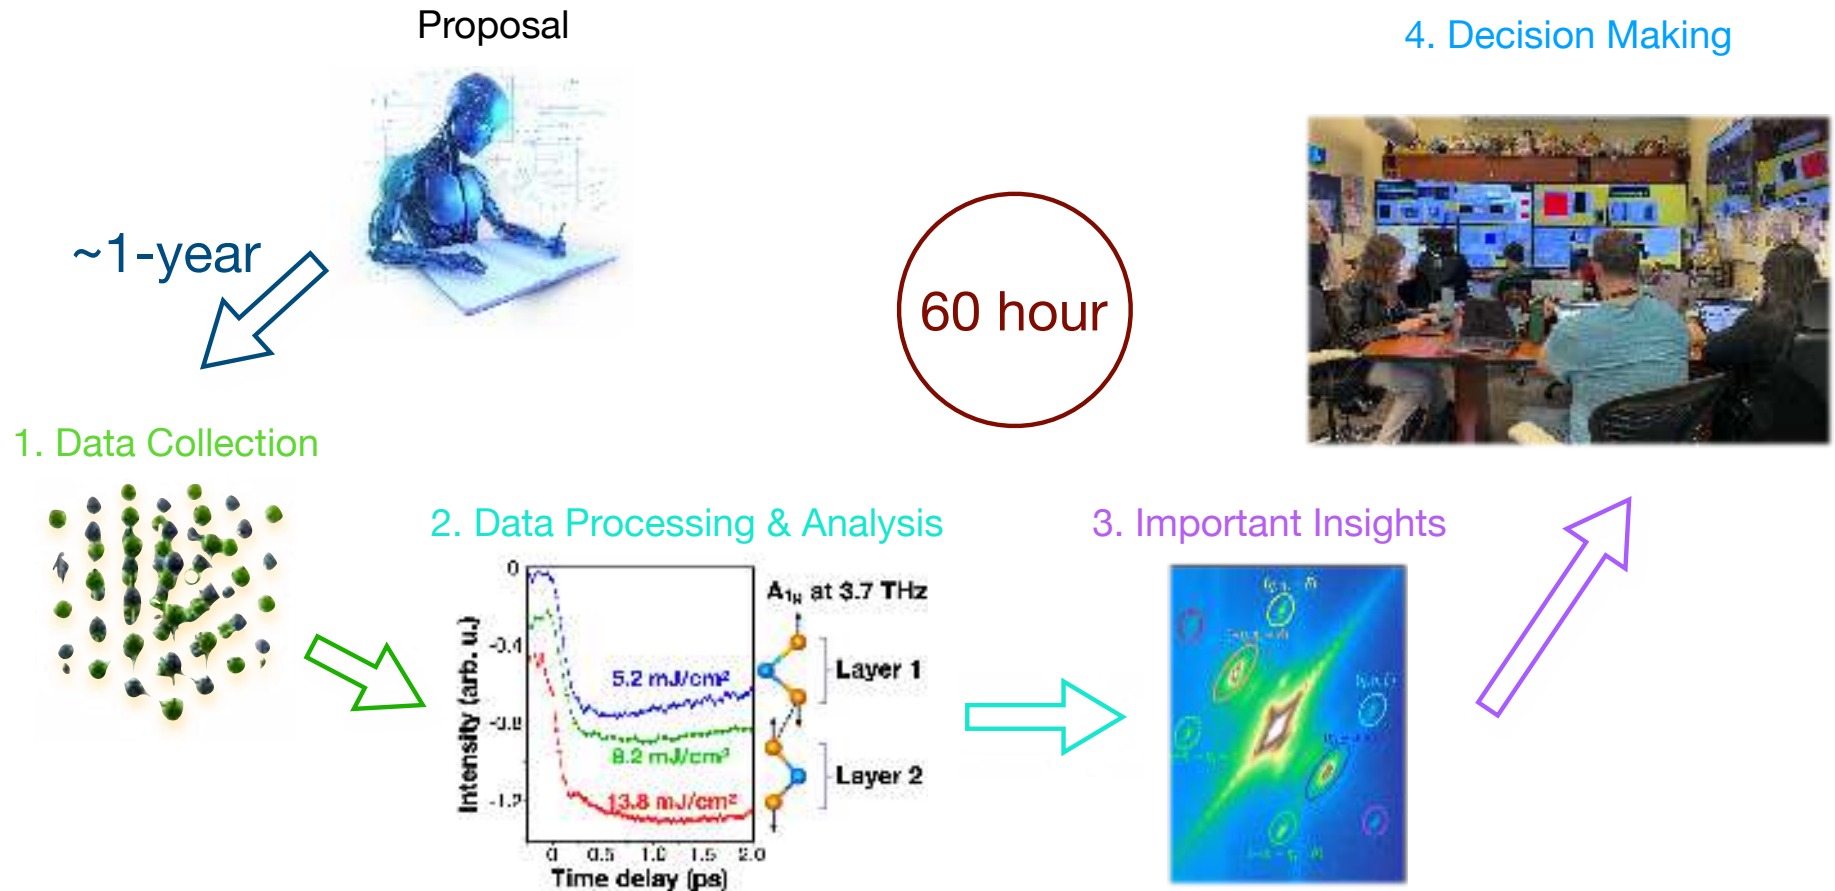 Proposal
4. Decision Making
~1-year
60 hour
1. Data Collection
2. Data Processing & Analysis
3. Important Insights
0
-0.4
-0.8
-1.2
Intensity (arb. u.)
5.2 mJ/cm²
8.2 mJ/cm²
13.8 mJ/cm²
0 0.5 1.0 1.5 2.0
Time delay (ps)
A1g at 3.7 THz
Layer 1
Layer 2